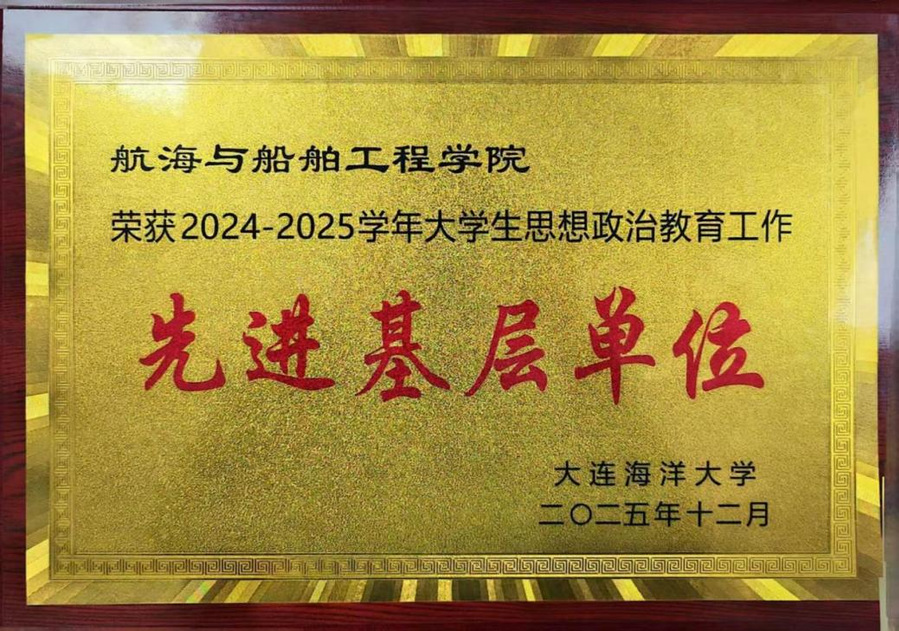 航海与船舶工程学院
荣获2024-2025学年大学生思想政治教育工作
先进基层单位
大连海洋大学
二〇二五年十二月